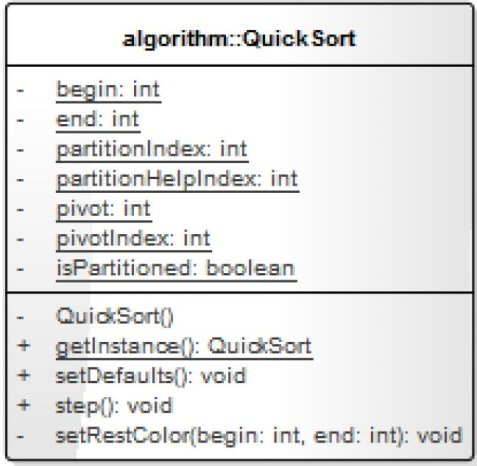 algorithm::QuickSort
- begin: int
- end: int
- partitionIndex: int
- partitionHelpIndex: int
- pivot: int
- pivotIndex: int
- isPartitioned: boolean
- QuickSort()
+ getInstance(): QuickSort
+ setDefaults(): void
+ step(): void
- setRestColor(begin: int, end: int): void